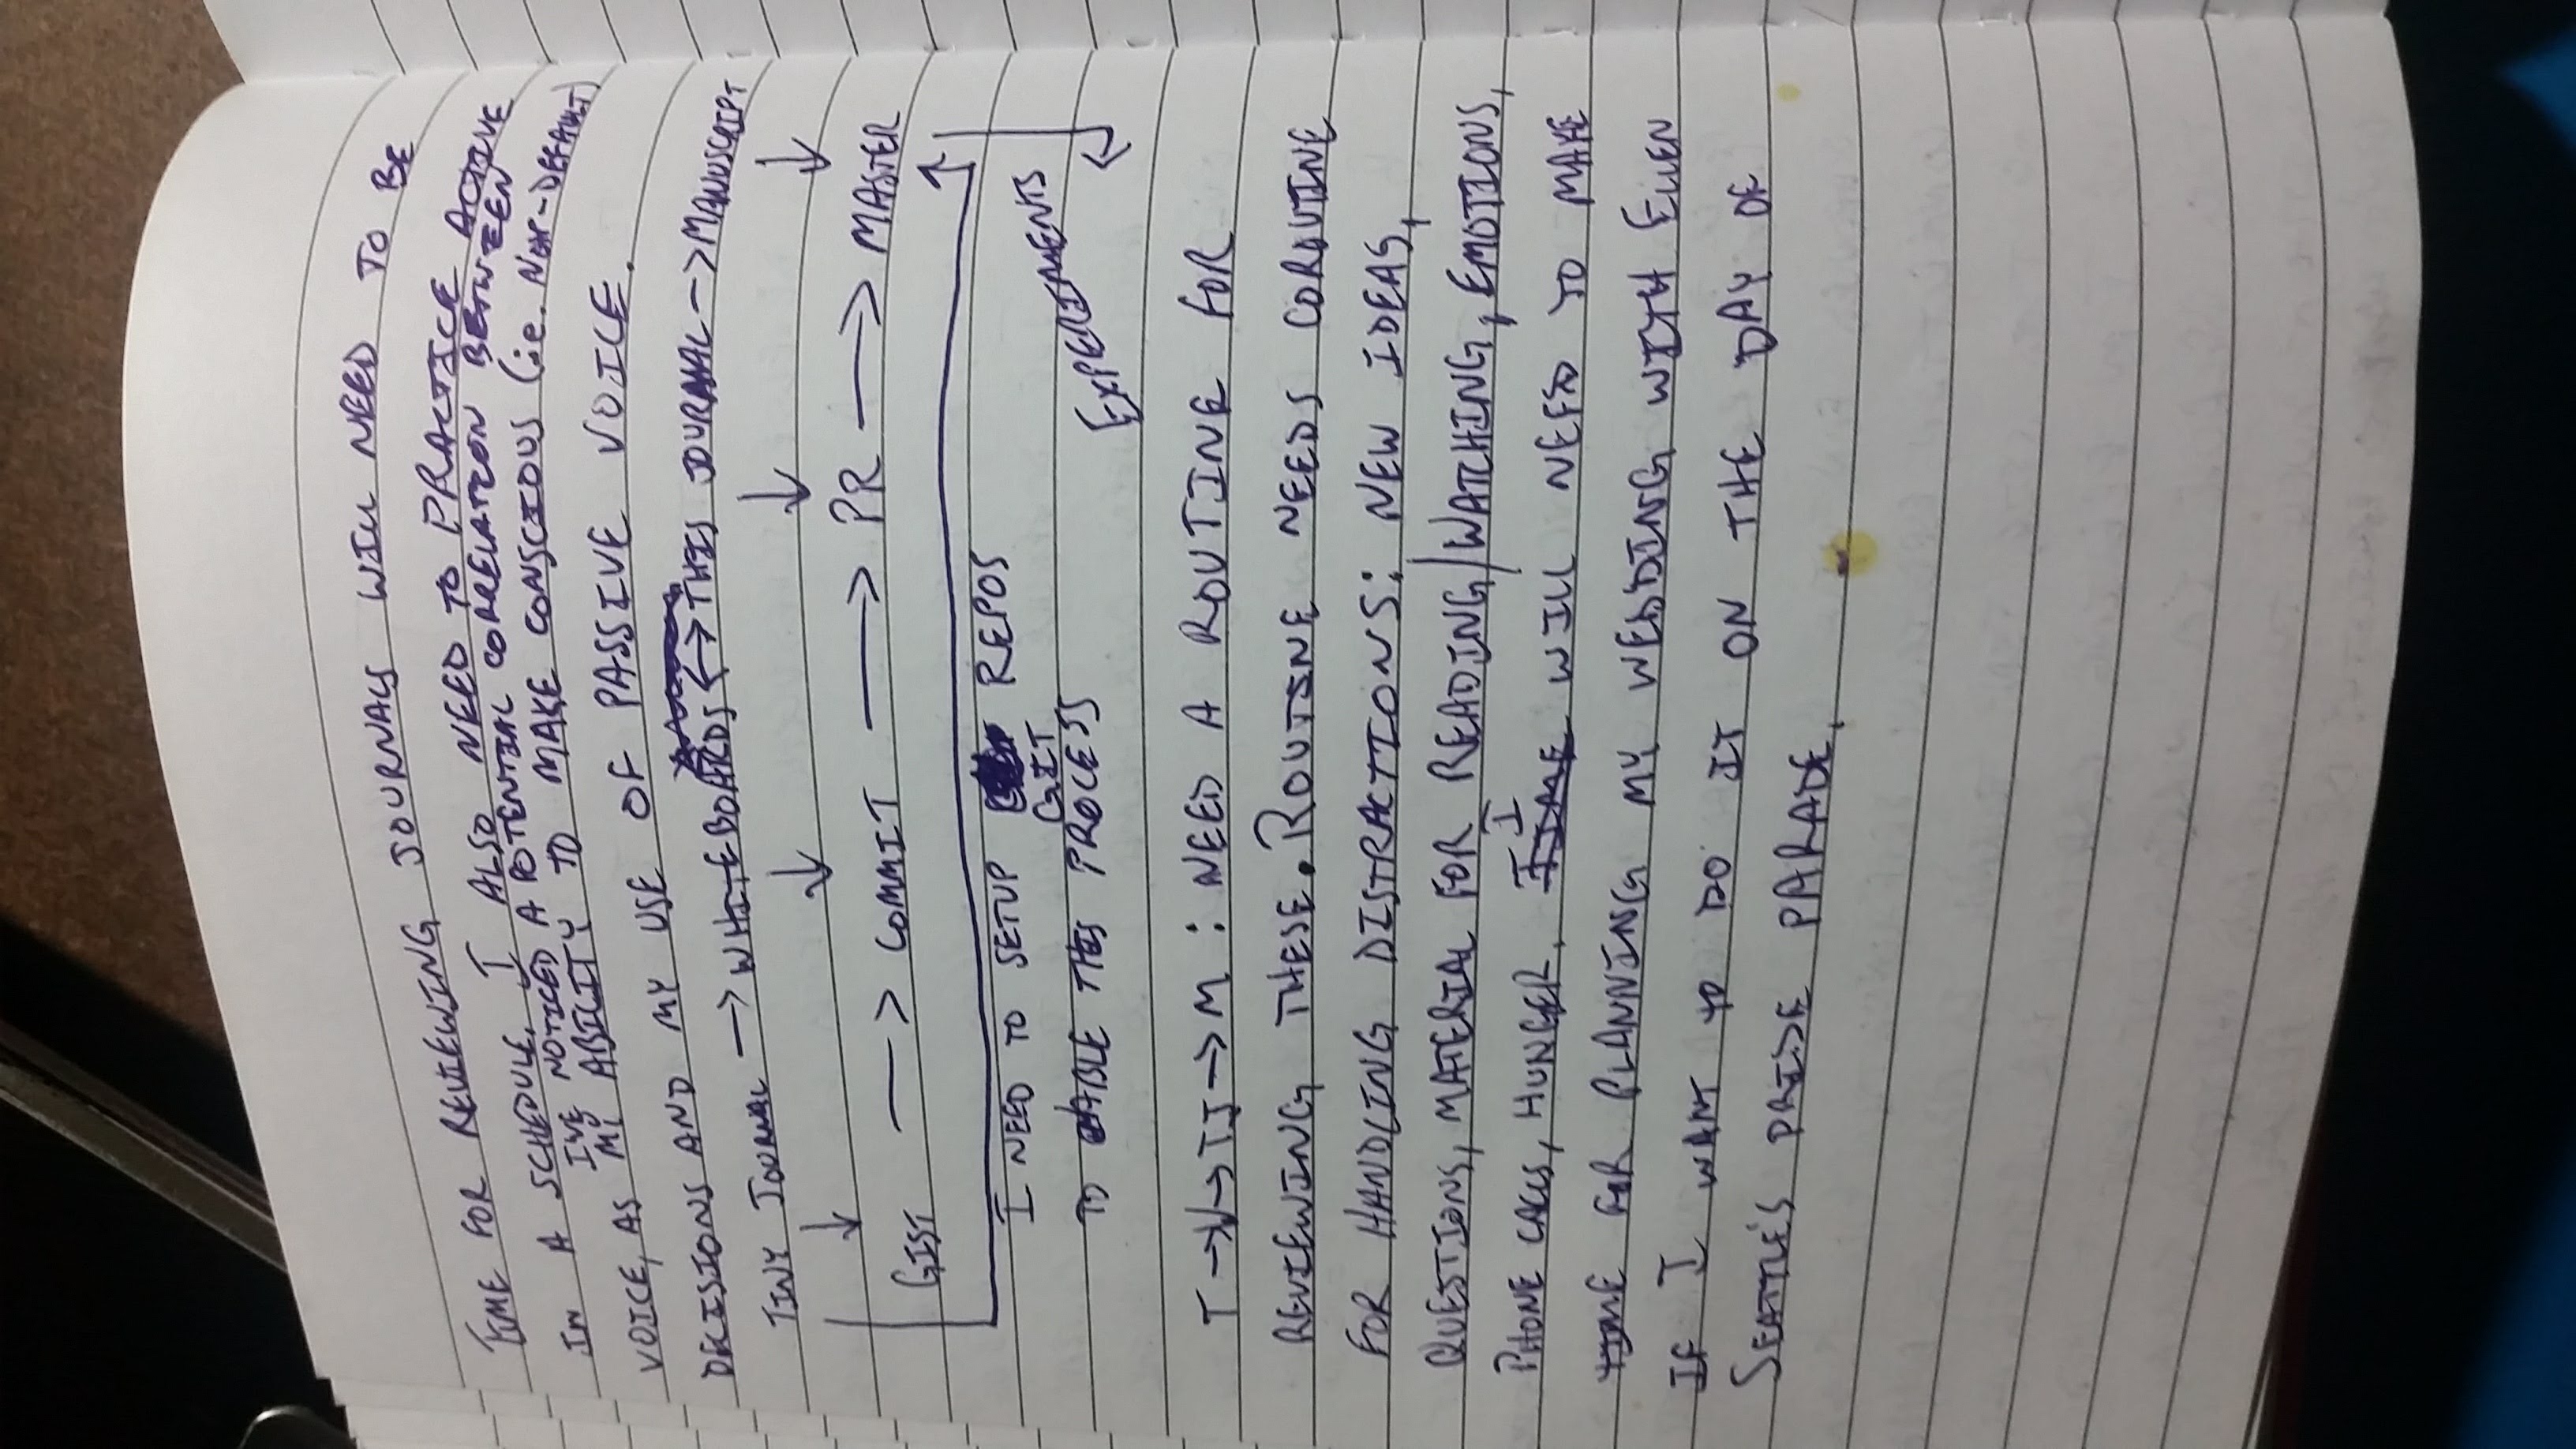 TIME FOR REVIEWING JOURNALS WILL NEED TO BE
IN A SCHEDULE. I ALSO NEED TO PRACTICE ACTIVE
VOICE, AS I'VE NOTICED A POTENTIAL CORRELATION BETWEEN
MY ABILITY TO MAKE CONSCIOUS (i.e. NON-DEFAULT)
DECISIONS AND MY USE OF PASSIVE VOICE.
TINY JOURNAL -> WHITEBOARDS <-> THIS JOURNAL -> MANUSCRIPT
GIST -> COMMIT -> PR -> MASTER
I NEED TO SETUP GIT REPOS
TO ABLE THIS PROCESS
EXPERIMENTS
T->W->TJ->M: NEED A ROUTINE FOR
REVIEWING THESE. ROUTINE NEEDS COROUTINE
FOR HANDLING DISTRACTIONS: NEW IDEAS,
QUESTIONS, MATERIAL FOR READING/WATCHING, EMOTIONS,
PHONE CALLS, HUNGER. I WILL NEED TO MAKE
TIME FOR PLANNING MY WEDDING WITH ELLEN
IF I WANT TO DO IT ON THE DAY OF
SEATTLE'S PRIDE PARADE.